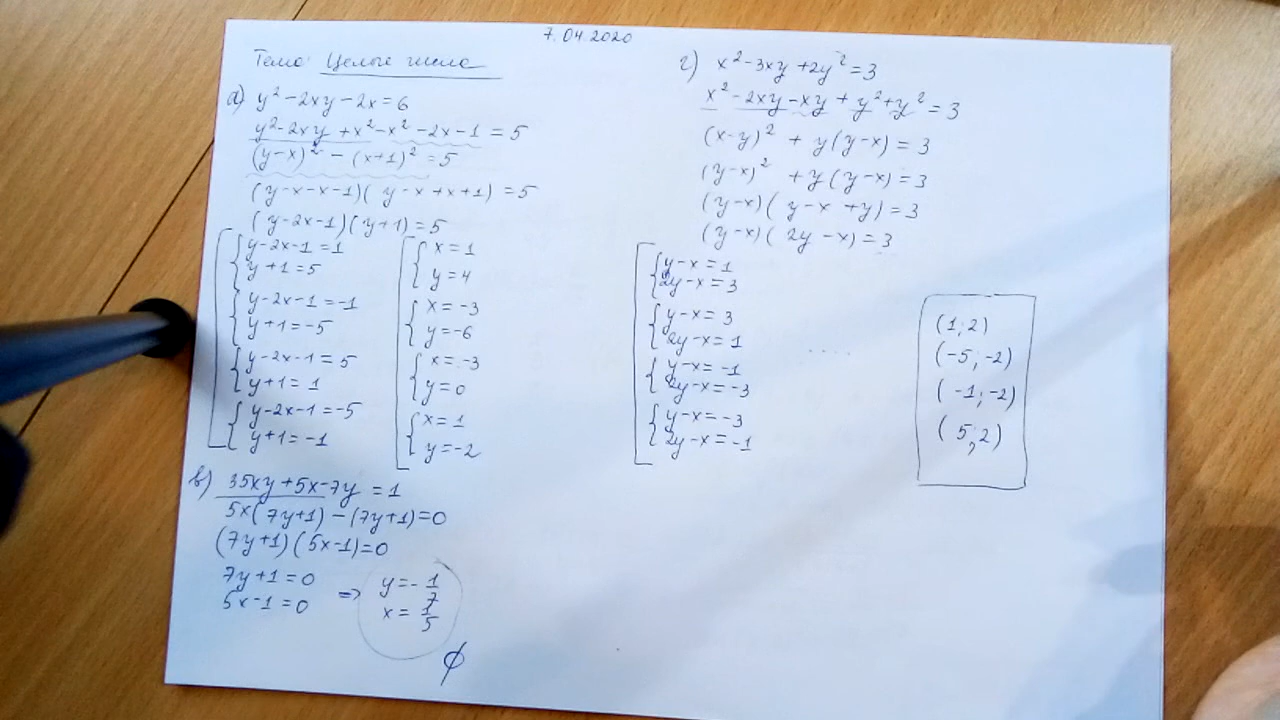 7.04.2020
Тема: Целые числа
а) y² - 2xy - 2x = 6
y² - 2xy + x² - x² - 2x - 1 = 5
(y-x)² - (x+1)² = 5
(y-x-x-1)(y-x+x+1) = 5
(y-2x-1)(y+1) = 5
y-2x-1 = 1
y+1 = 5
y-2x-1 = -1
y+1 = -5
y-2x-1 = 5
y+1 = 1
y-2x-1 = -5
y+1 = -1
x = 1
y = 4
x = -3
y = -6
x = -3
y = 0
x = 1
y = -2
в) 35xy + 5x - 7y = 1
5x(7y+1) - (7y+1) = 0
(7y+1)(5x-1) = 0
7y+1 = 0
5x-1 = 0
=> y = -1/7
x = 1/5
∅
г) x² - 3xy + 2y² = 3
x² - 2xy - xy + y² + y² = 3
(x-y)² + y(y-x) = 3
(y-x)² + y(y-x) = 3
(y-x)(y-x+y) = 3
(y-x)(2y-x) = 3
y-x = 1
2y-x = 3
y-x = 3
2y-x = 1
....
y-x = -1
2y-x = -3
y-x = -3
2y-x = -1
(1; 2)
(-5, -2)
(-1; -2)
(5, 2)